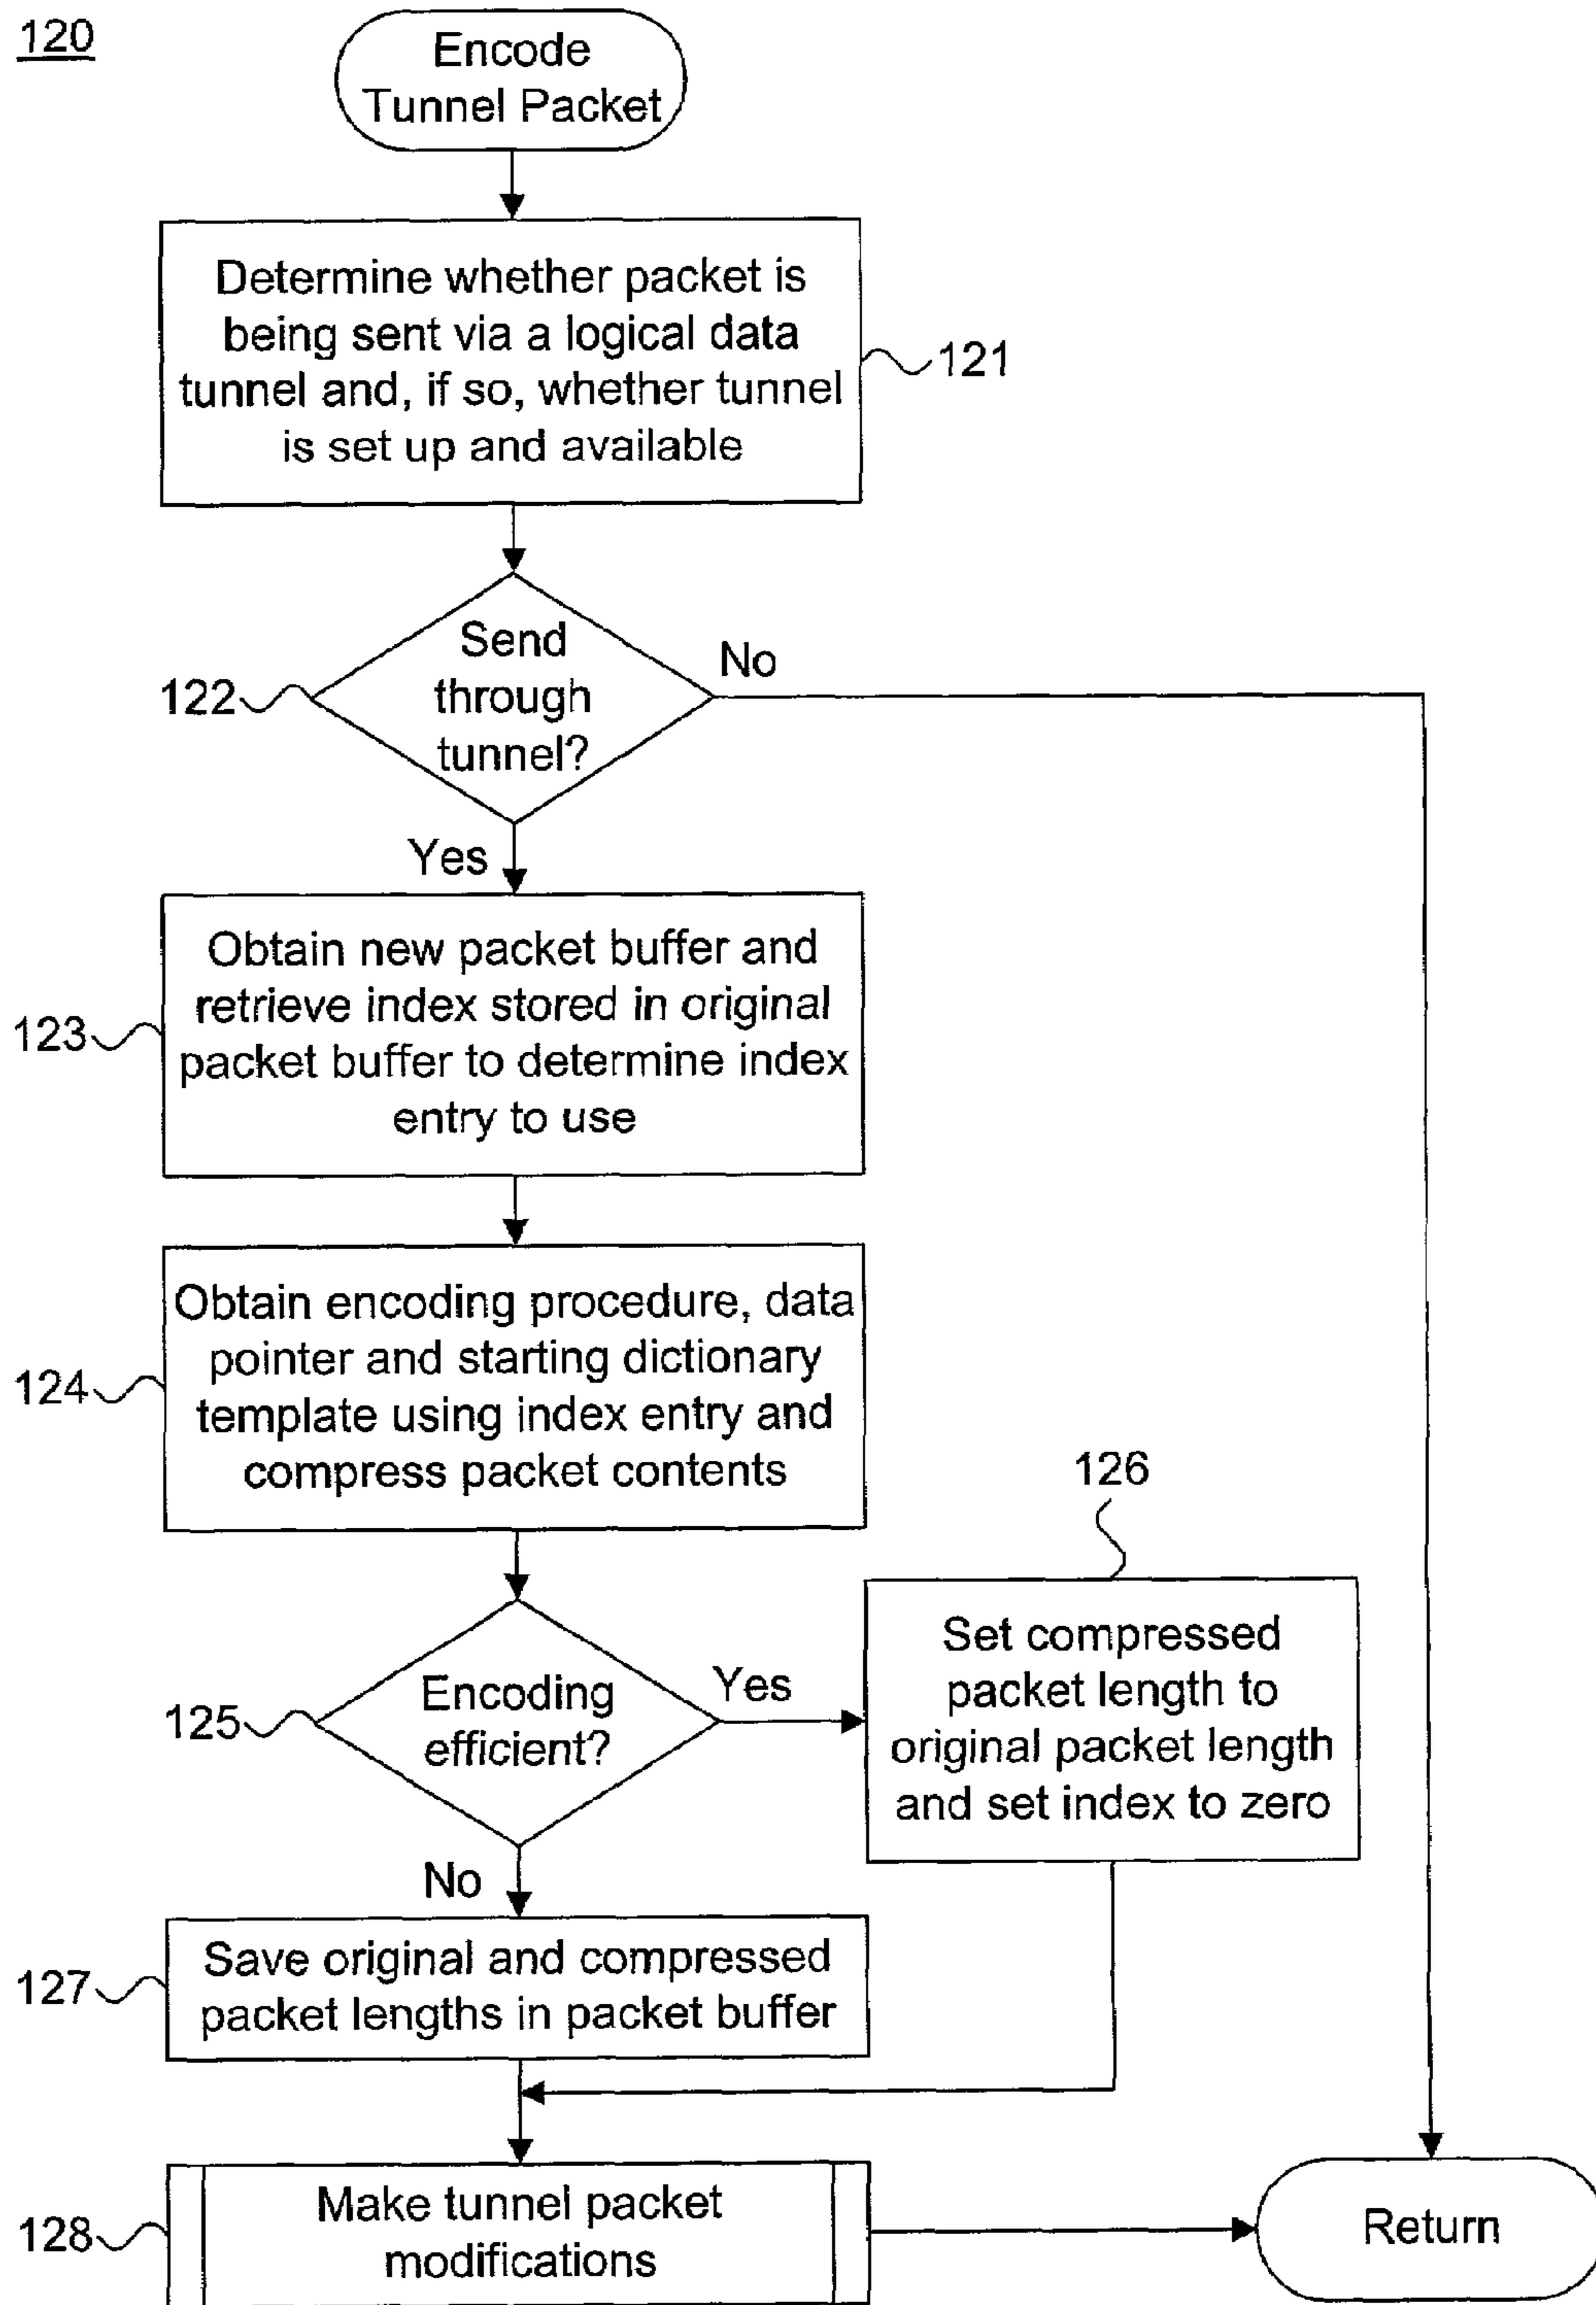 120
Encode
Tunnel Packet
Determine whether packet is
being sent via a logical data
tunnel and, if so, whether tunnel
is set up and available
121
Send
through
tunnel?
122
No
Yes
Obtain new packet buffer and
retrieve index stored in original
packet buffer to determine index
entry to use
123
Obtain encoding procedure, data
pointer and starting dictionary
template using index entry and
compress packet contents
124
126
Encoding
efficient?
125
Yes
Set compressed
packet length to
original packet length
and set index to zero
No
Save original and compressed
packet lengths in packet buffer
127
Make tunnel packet
modifications
128
Return